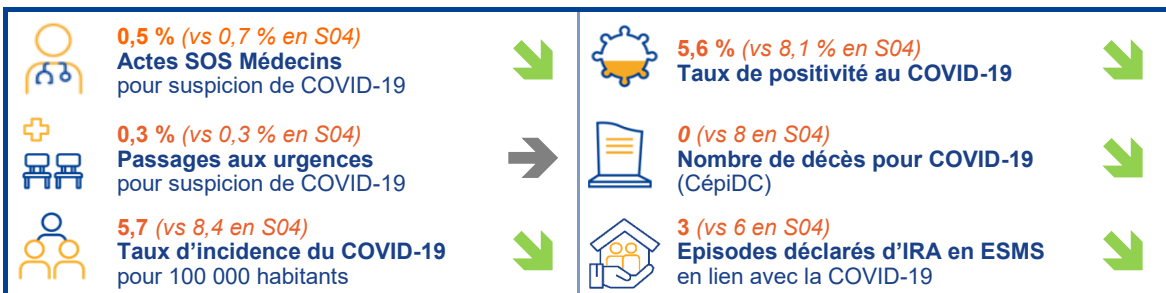 0,5 % (vs 0,7 % en S04)
Actes SOS Médecins
pour suspicion de COVID-19
0,3 % (vs 0,3 % en S04)
Passages aux urgences
pour suspicion de COVID-19
5,7 (vs 8,4 en S04)
Taux d'incidence du COVID-19
pour 100 000 habitants
5,6 % (vs 8,1 % en S04)
Taux de positivité au COVID-19
0 (vs 8 en S04)
Nombre de décès pour COVID-19
(CépiDC)
3 (vs 6 en S04)
Episodes déclarés d'IRA en ESMS
en lien avec la COVID-19